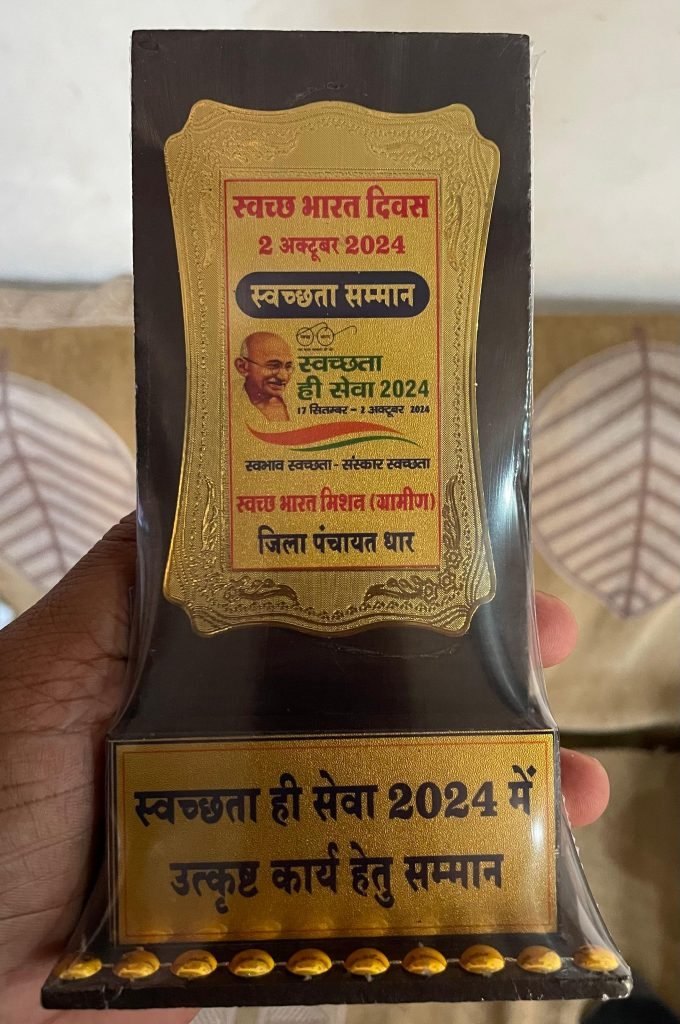 स्वच्छ भारत दिवस
2 अक्टूबर 2024
स्वच्छता सम्मान
स्वच्छता
ही सेवा 2024
17 सितम्बर - 2 अक्टूबर 2024
स्वभाव स्वच्छता - संस्कार स्वच्छता
स्वच्छ भारत मिशन (ग्रामीण)
जिला पंचायत धार
स्वच्छता ही सेवा 2024 में
उत्कृष्ट कार्य हेतु सम्मान